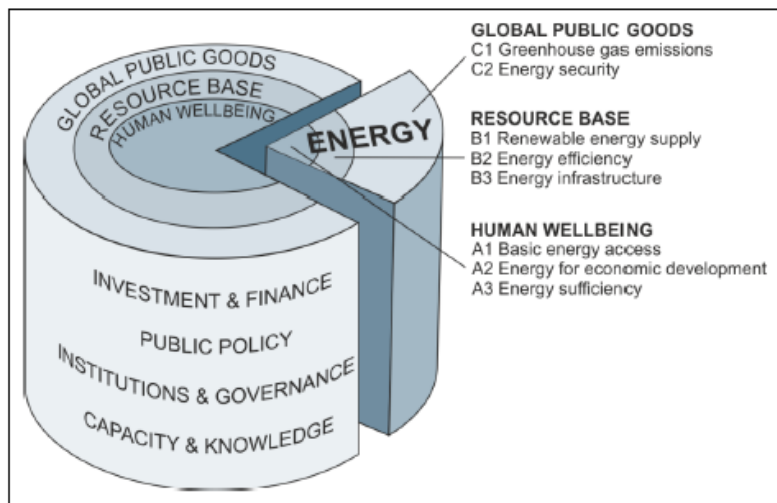 GLOBAL PUBLIC GOODS
RESOURCE BASE
HUMAN WELLBEING
ENERGY
INVESTMENT & FINANCE
PUBLIC POLICY
INSTITUTIONS & GOVERNANCE
CAPACITY & KNOWLEDGE
GLOBAL PUBLIC GOODS
C1 Greenhouse gas emissions
C2 Energy security
RESOURCE BASE
B1 Renewable energy supply
B2 Energy efficiency
B3 Energy infrastructure
HUMAN WELLBEING
A1 Basic energy access
A2 Energy for economic development
A3 Energy sufficiency